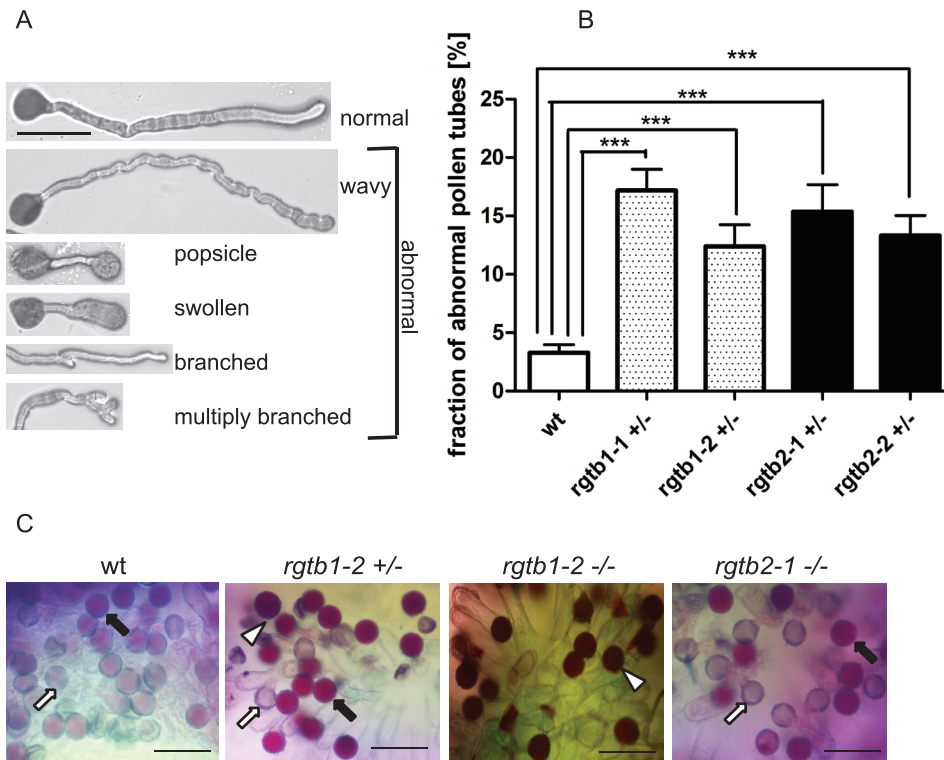 A
normal
wavy
popsicle
swollen
branched
multiply branched
abnormal
B
fraction of abnormal pollen tubes [%]
25
20
15
10
5
0
***
***
***
***
wt
rgtb1-1 +/-
rgtb1-2 +/-
rgtb2-1 +/-
rgtb2-2 +/-
C
wt
rgtb1-2 +/-
rgtb1-2 -/-
rgtb2-1 -/-